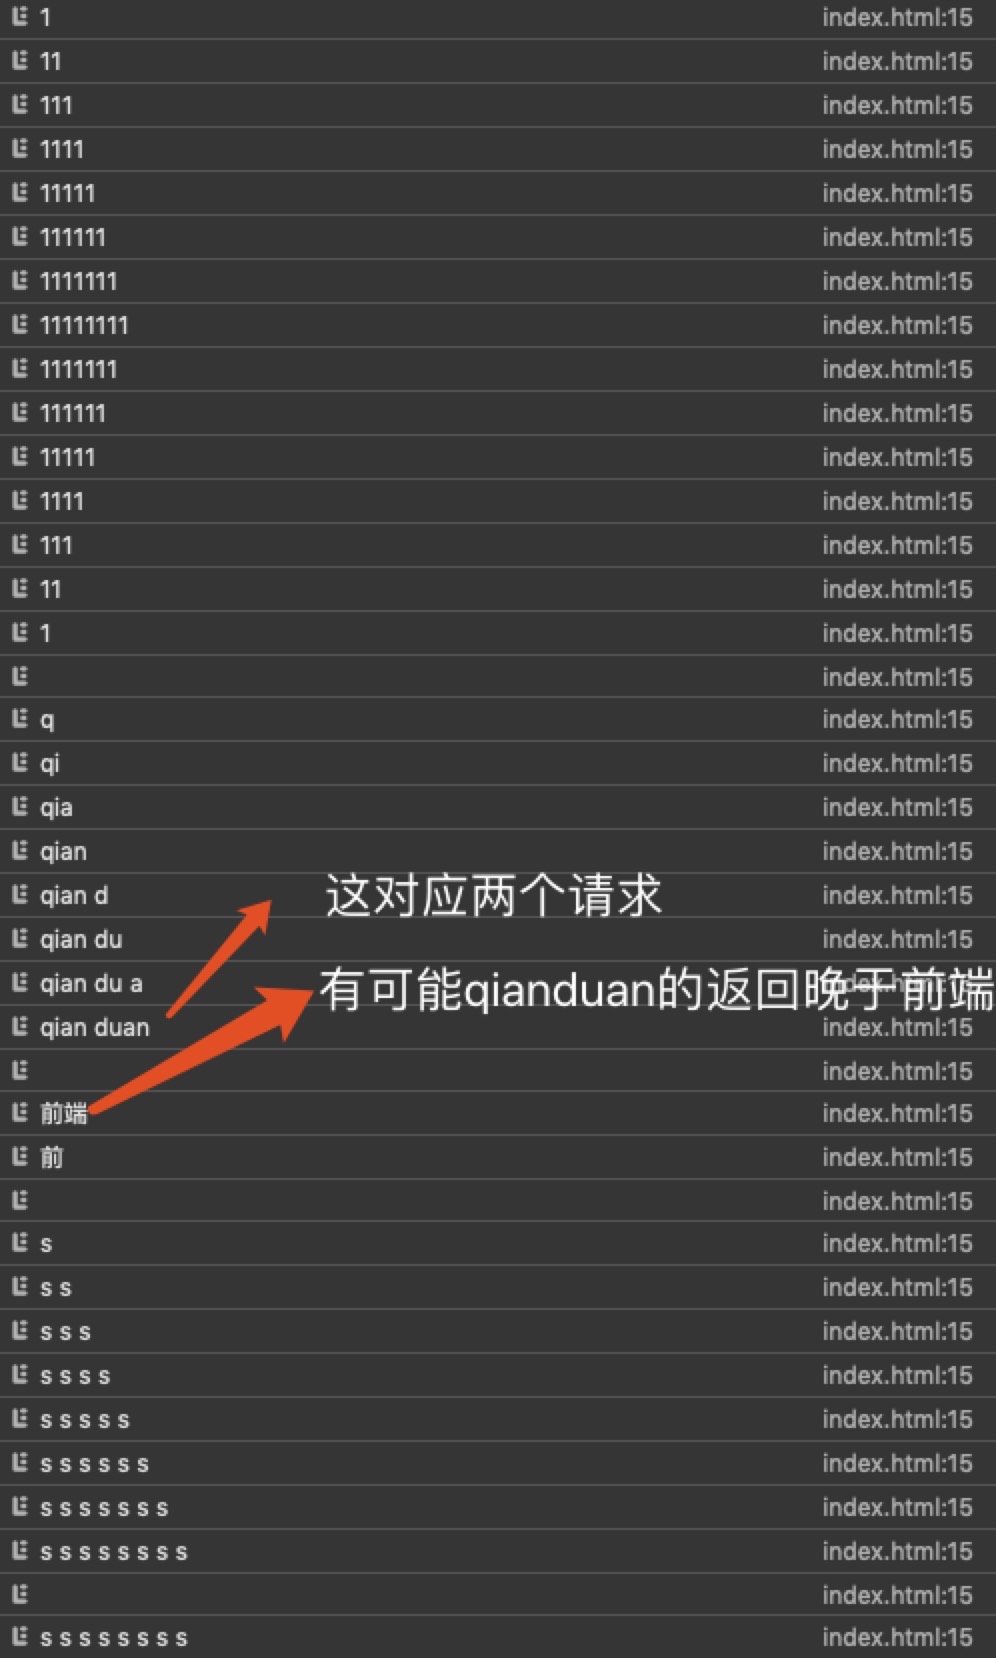 1 index.html:15
11 index.html:15
111 index.html:15
1111 index.html:15
11111 index.html:15
111111 index.html:15
1111111 index.html:15
11111111 index.html:15
1111111 index.html:15
111111 index.html:15
11111 index.html:15
1111 index.html:15
111 index.html:15
11 index.html:15
1 index.html:15
index.html:15
q index.html:15
qi index.html:15
qia index.html:15
qian index.html:15
qian d 这对应两个请求 index.html:15
qian du index.html:15
qian du a 有可能qianduan的返回晚于前端 index.html:15
qian duan index.html:15
index.html:15
前端 index.html:15
前 index.html:15
index.html:15
s index.html:15
s s index.html:15
s s s index.html:15
s s s s index.html:15
s s s s s index.html:15
s s s s s s index.html:15
s s s s s s s index.html:15
s s s s s s s s index.html:15
index.html:15
s s s s s s s s index.html:15